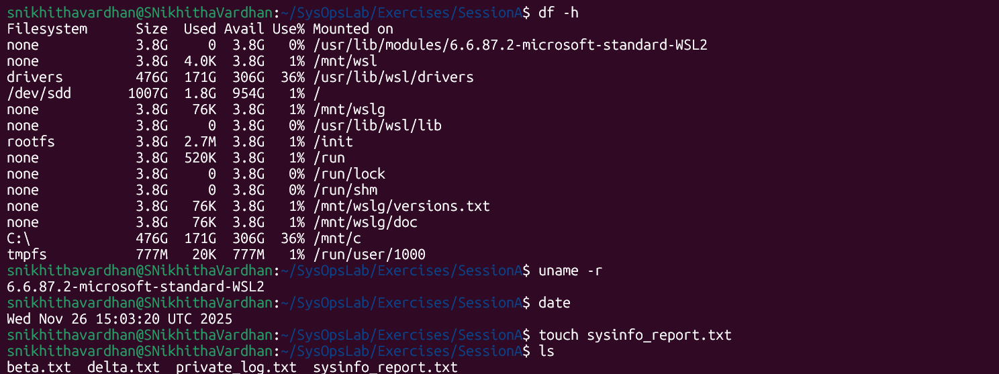 snikhithavardhan@SNikhithaVardhan:~/SysOpsLab/Exercises/SessionA$ df -h
Filesystem      Size  Used Avail Use% Mounted on
none            3.8G     0  3.8G   0% /usr/lib/modules/6.6.87.2-microsoft-standard-WSL2
none            3.8G  4.0K  3.8G   1% /mnt/wsl
drivers         476G  171G  306G  36% /usr/lib/wsl/drivers
/dev/sdd       1007G  1.8G  954G   1% /
none            3.8G   76K  3.8G   1% /mnt/wslg
none            3.8G     0  3.8G   0% /usr/lib/wsl/lib
rootfs          3.8G  2.7M  3.8G   1% /init
none            3.8G  520K  3.8G   1% /run
none            3.8G     0  3.8G   0% /run/lock
none            3.8G     0  3.8G   0% /run/shm
none            3.8G   76K  3.8G   1% /mnt/wslg/versions.txt
none            3.8G   76K  3.8G   1% /mnt/wslg/doc
C:\             476G  171G  306G  36% /mnt/c
tmpfs           777M   20K  777M   1% /run/user/1000
snikhithavardhan@SNikhithaVardhan:~/SysOpsLab/Exercises/SessionA$ uname -r
6.6.87.2-microsoft-standard-WSL2
snikhithavardhan@SNikhithaVardhan:~/SysOpsLab/Exercises/SessionA$ date
Wed Nov 26 15:03:20 UTC 2025
snikhithavardhan@SNikhithaVardhan:~/SysOpsLab/Exercises/SessionA$ touch sysinfo_report.txt
snikhithavardhan@SNikhithaVardhan:~/SysOpsLab/Exercises/SessionA$ ls
beta.txt  delta.txt  private_log.txt  sysinfo_report.txt